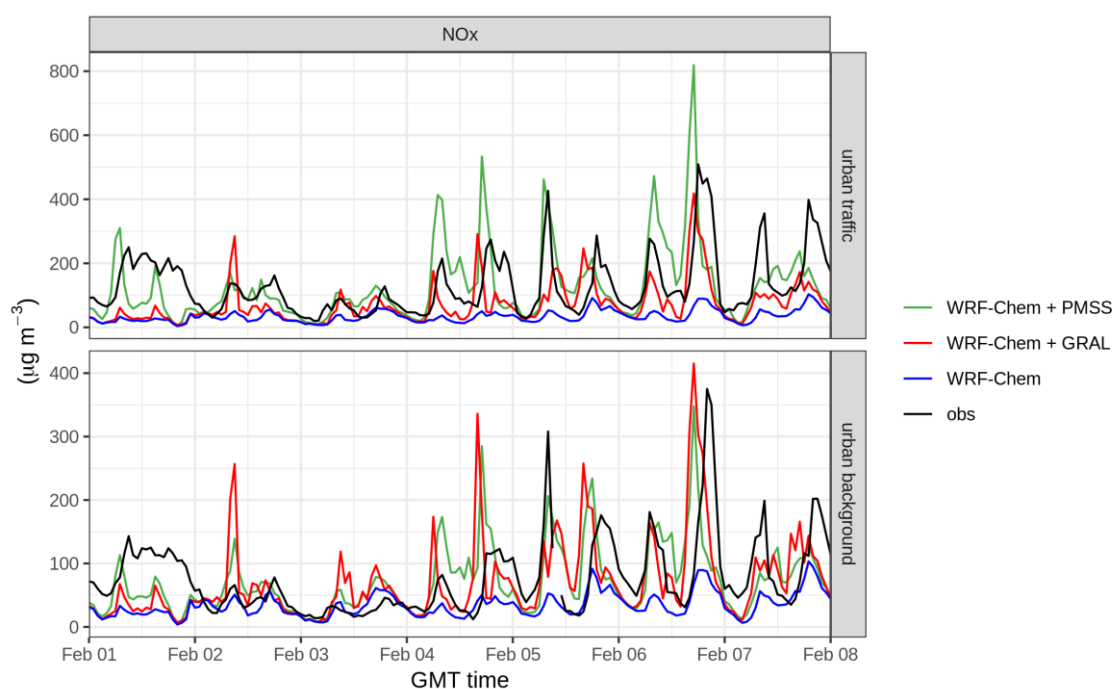 NOx
800
600
400
200
0
urban traffic
400
300
200
100
0
urban background
(µg m⁻³)
Feb 01 Feb 02 Feb 03 Feb 04 Feb 05 Feb 06 Feb 07 Feb 08
GMT time
WRF-Chem + PMSS
WRF-Chem + GRAL
WRF-Chem
obs